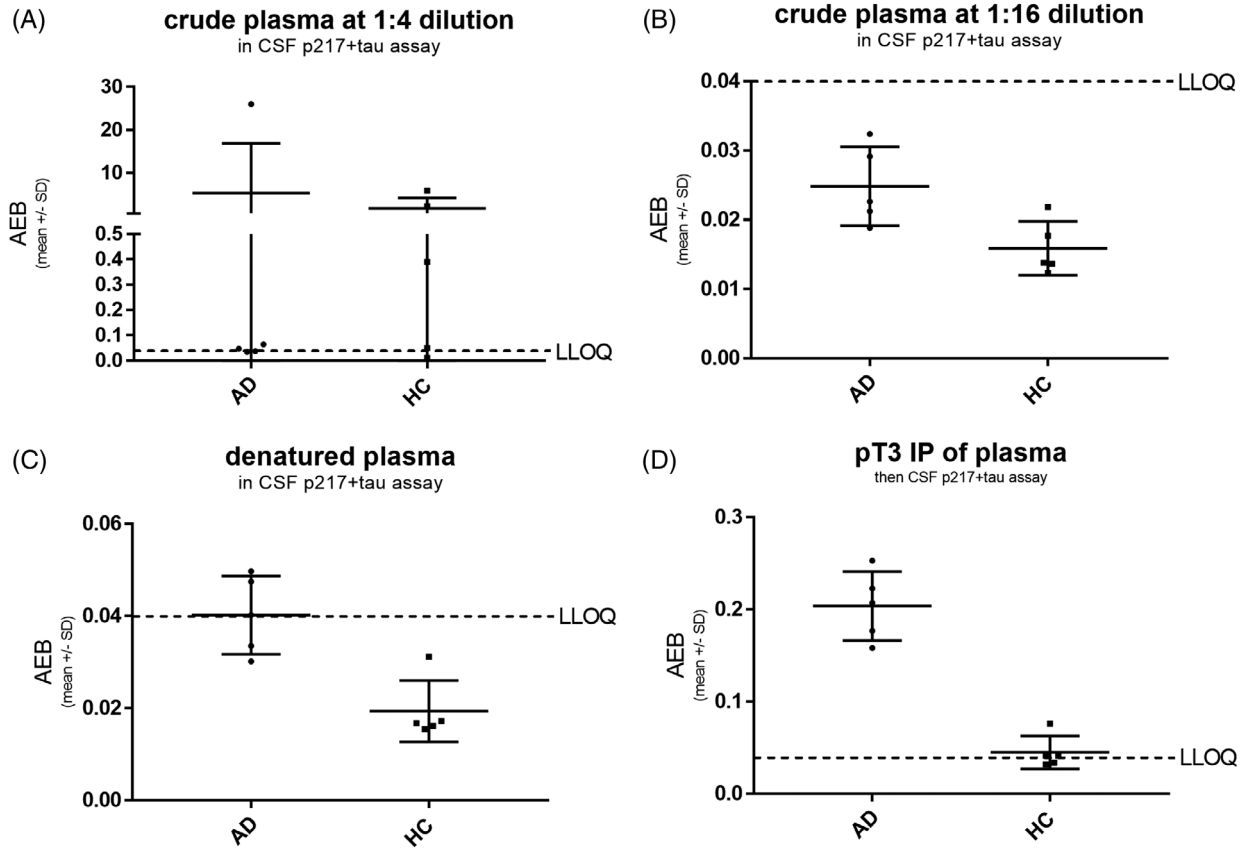 (A)
crude plasma at 1:4 dilution
in CSF p217+tau assay
AEB
(mean +/- SD)
30
20
10
0.5
0.4
0.3
0.2
0.1
0.0
LLOQ
AD
HC
(B)
crude plasma at 1:16 dilution
in CSF p217+tau assay
AEB
(mean +/- SD)
0.04
0.03
0.02
0.01
0.00
LLOQ
AD
HC
(C)
denatured plasma
in CSF p217+tau assay
AEB
(mean +/- SD)
0.06
0.04
0.02
0.00
LLOQ
AD
HC
(D)
pT3 IP of plasma
then CSF p217+tau assay
AEB
(mean +/- SD)
0.3
0.2
0.1
0.0
LLOQ
AD
HC